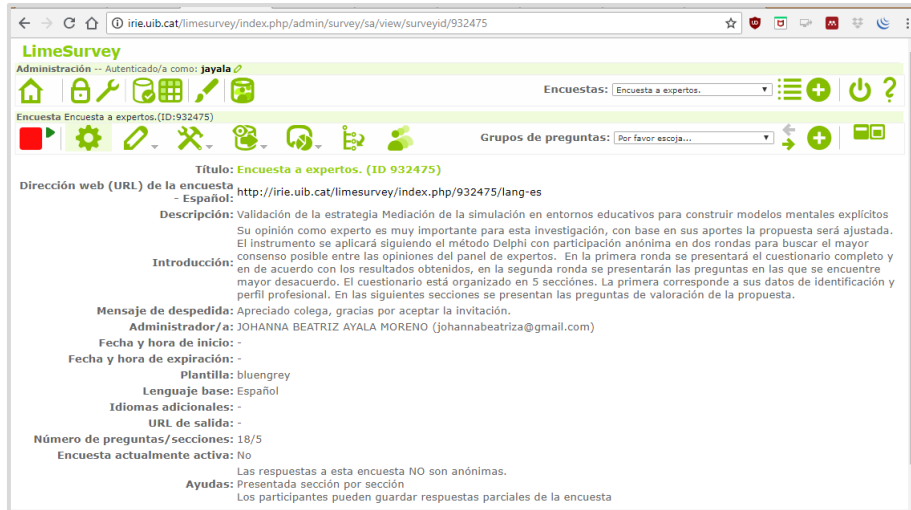 irie.uib.cat/limesurvey/index.php/admin/survey/sa/view/surveyid/932475
LimeSurvey
Administración -- Autenticado/a como: jayala
Encuestas: Encuesta a expertos.
Encuesta Encuesta a expertos.(ID:932475)
Grupos de preguntas: Por favor escoja...
Título: Encuesta a expertos. (ID 932475)
Dirección web (URL) de la encuesta
- Español: http://irie.uib.cat/limesurvey/index.php/932475/lang-es
Descripción: Validación de la estrategia Mediación de la simulación en entornos educativos para construir modelos mentales explícitos
Su opinión como experto es muy importante para esta investigación, con base en sus aportes la propuesta será ajustada.
El instrumento se aplicará siguiendo el método Delphi con participación anónima en dos rondas para buscar el mayor
Introducción: consenso posible entre las opiniones del panel de expertos. En la primera ronda se presentará el cuestionario completo y
en de acuerdo con los resultados obtenidos, en la segunda ronda se presentarán las preguntas en las que se encuentre
mayor desacuerdo. El cuestionario está organizado en 5 secciónes. La primera corresponde a sus datos de identificación y
perfil profesional. En las siguientes secciones se presentan las preguntas de valoración de la propuesta.
Mensaje de despedida: Apreciado colega, gracias por aceptar la invitación.
Administrador/a: JOHANNA BEATRIZ AYALA MORENO (johannabeatriza@gmail.com)
Fecha y hora de inicio: -
Fecha y hora de expiración: -
Plantilla: bluengrey
Lenguaje base: Español
Idiomas adicionales: -
URL de salida: -
Número de preguntas/secciones: 18/5
Encuesta actualmente activa: No
Las respuestas a esta encuesta NO son anónimas.
Ayudas: Presentada sección por sección
Los participantes pueden guardar respuestas parciales de la encuesta